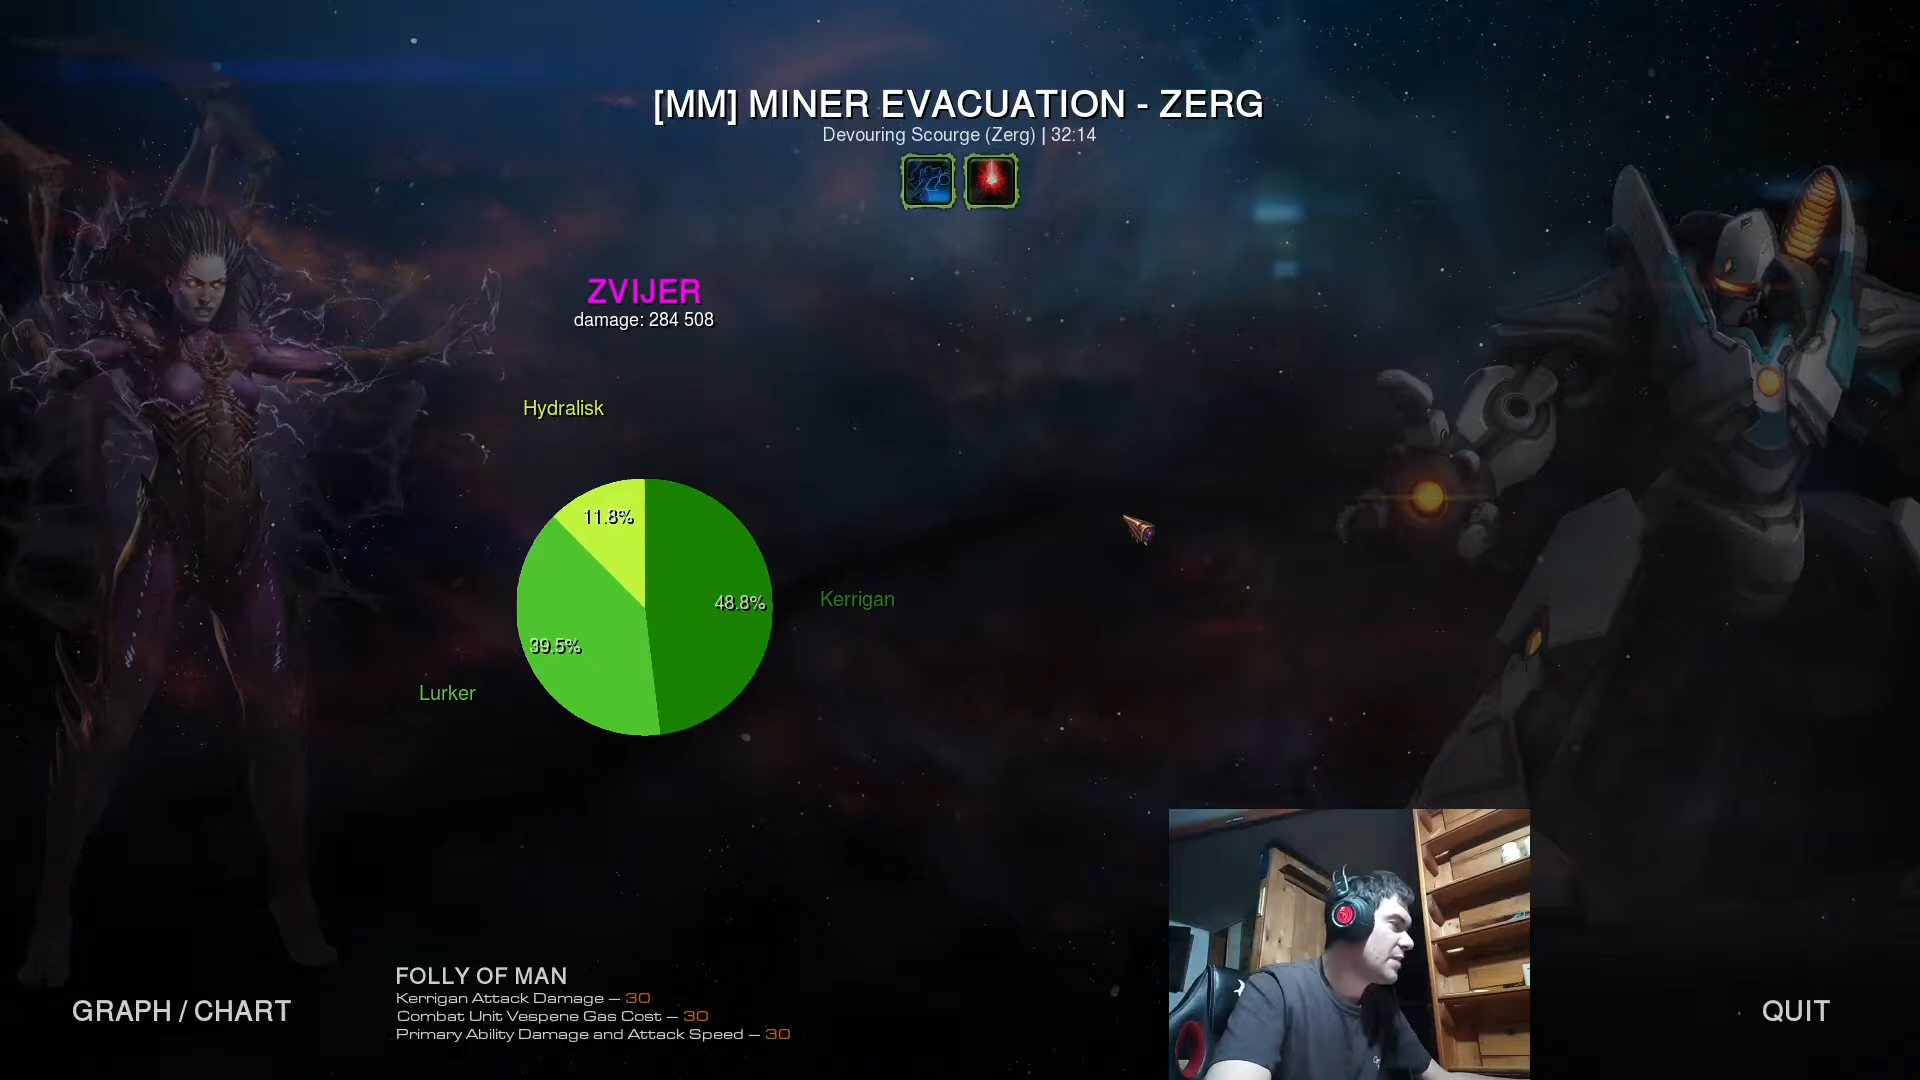 [MM] MINER EVACUATION - ZERG
Devouring Scourge (Zerg) | 32:14
ZVIJER
damage: 284 508
Hydralisk
11.8%
48.8%
Kerrigan
39.5%
Lurker
FOLLY OF MAN
Kerrigan Attack Damage – 30
Combat Unit Vespene Gas Cost – 30
Primary Ability Damage and Attack Speed – 30
GRAPH / CHART
QUIT